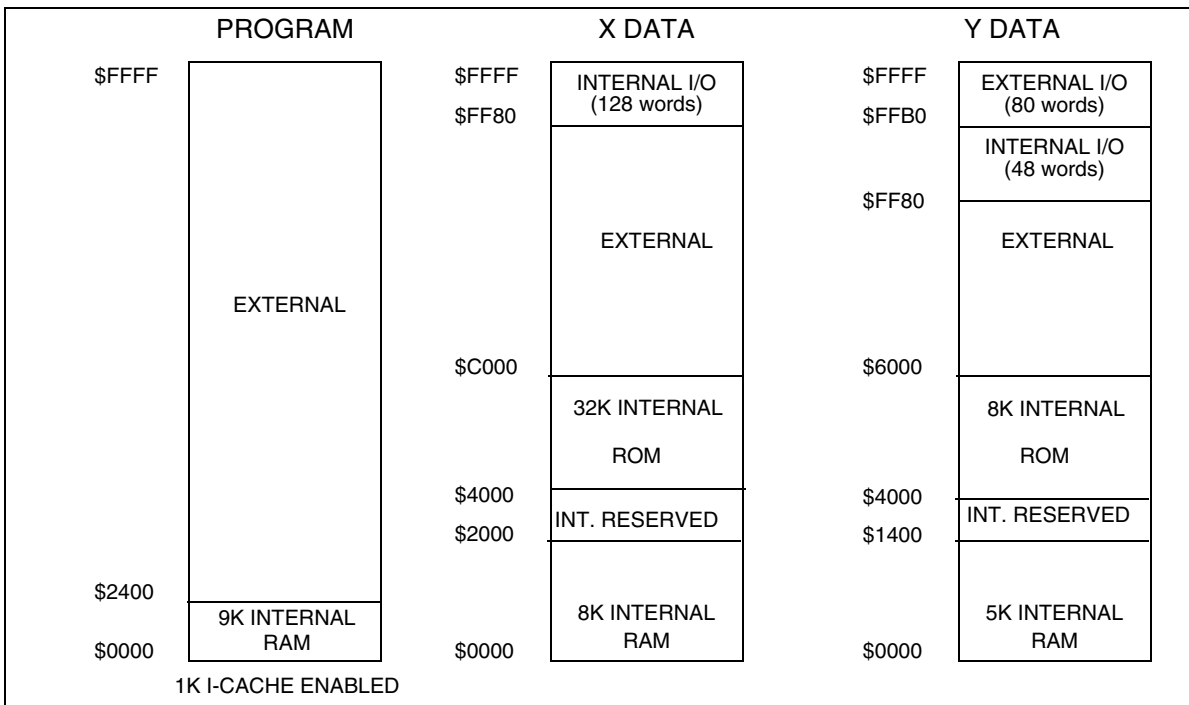 PROGRAM
$FFFF
EXTERNAL
$2400
9K INTERNAL
RAM
$0000
1K I-CACHE ENABLED
X DATA
$FFFF
INTERNAL I/O
(128 words)
$FF80
EXTERNAL
$C000
32K INTERNAL
ROM
$4000
INT. RESERVED
$2000
8K INTERNAL
RAM
$0000
Y DATA
$FFFF
EXTERNAL I/O
(80 words)
$FFB0
INTERNAL I/O
(48 words)
$FF80
EXTERNAL
$6000
8K INTERNAL
ROM
$4000
INT. RESERVED
$1400
5K INTERNAL
RAM
$0000